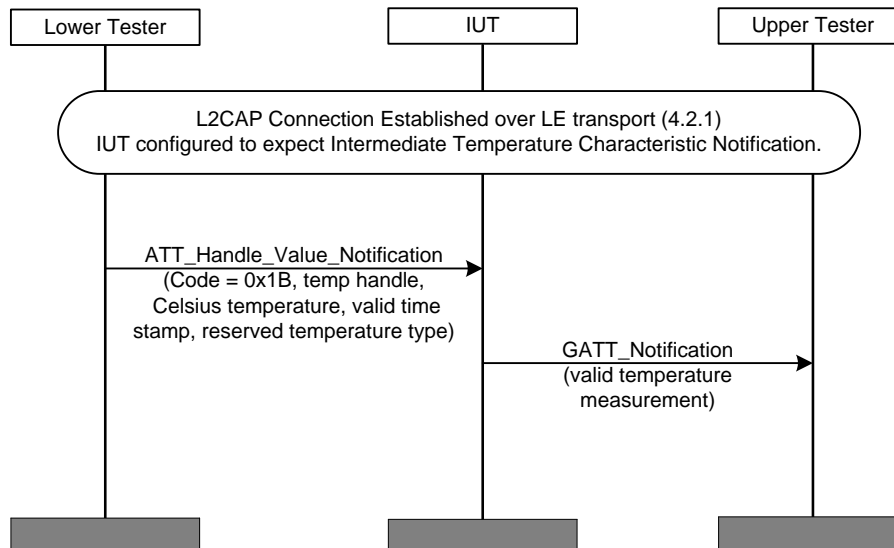 Lower Tester
IUT
Upper Tester
L2CAP Connection Established over LE transport (4.2.1)
IUT configured to expect Intermediate Temperature Characteristic Notification.
ATT_Handle_Value_Notification
(Code = 0x1B, temp handle,
Celsius temperature, valid time
stamp, reserved temperature type)
GATT_Notification
(valid temperature
measurement)